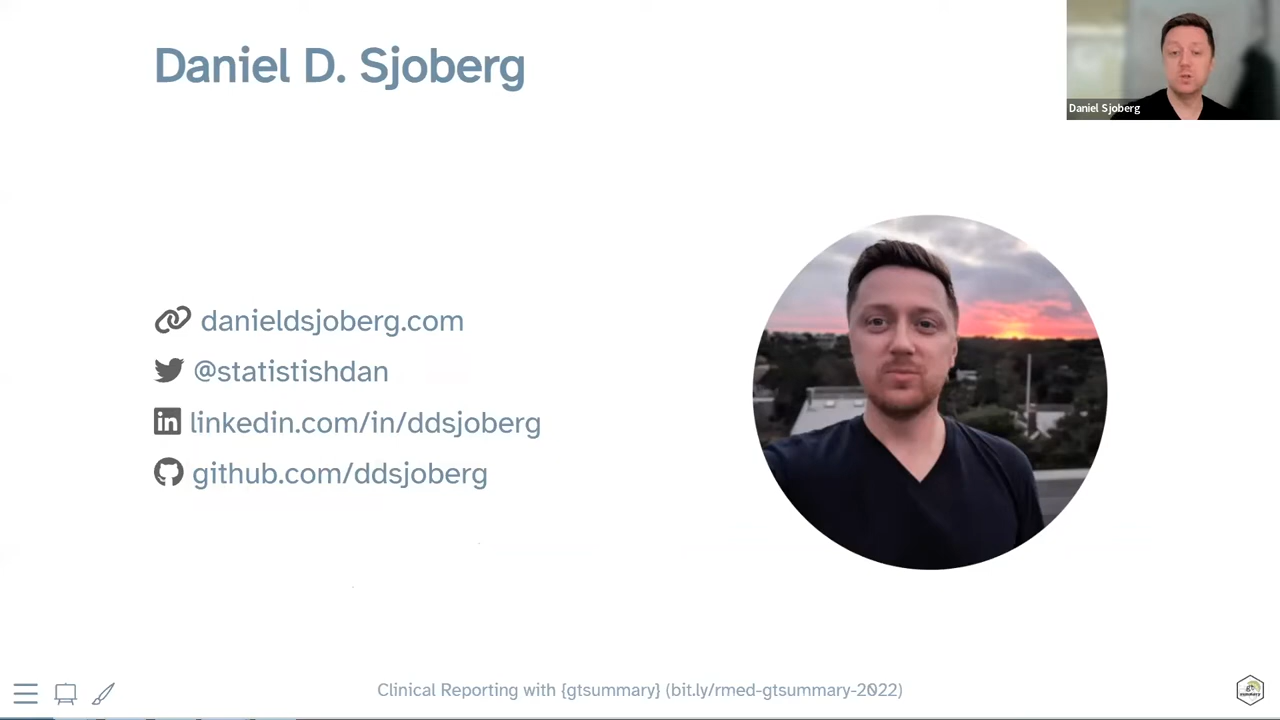 Daniel D. Sjoberg
Daniel Sjoberg
danieldsjoberg.com
@statistishdan
linkedin.com/in/ddsjoberg
github.com/ddsjoberg
Clinical Reporting with {gtsummary} (bit.ly/rmed-gtsummary-2022)